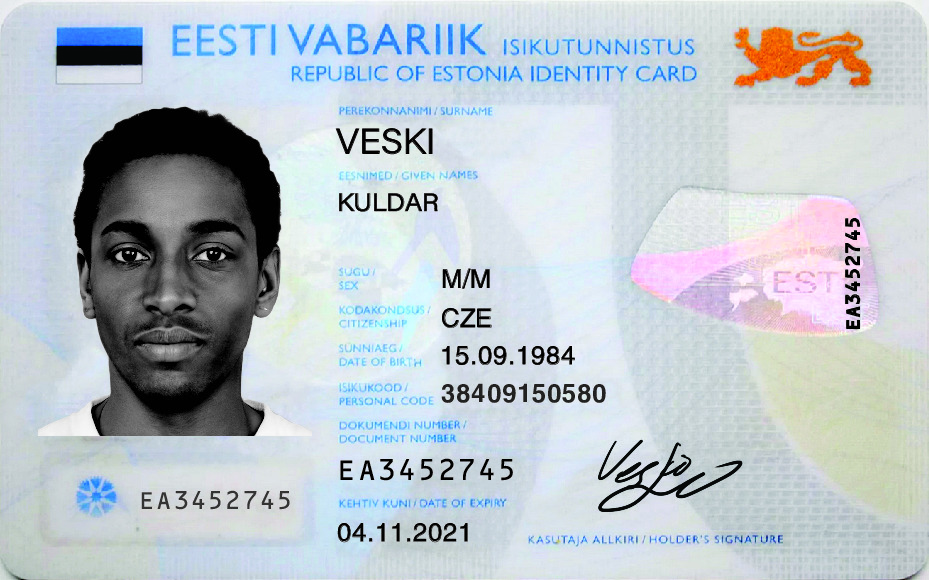 EESTI VABARIIK ISIKUTUNNISTUS
REPUBLIC OF ESTONIA IDENTITY CARD
PEREKONNANIMI / SURNAME
VESKI
EESNIMED / GIVEN NAMES
KULDAR
SUGU /
SEX
M/M
KODAKONDSUS /
CITIZENSHIP
CZE
SÜNNIAEG /
DATE OF BIRTH
15.09.1984
ISIKUKOOD /
PERSONAL CODE
38409150580
DOKUMENDI NUMBER /
DOCUMENT NUMBER
EA3452745
KEHTIV KUNI / DATE OF EXPIRY
04.11.2021
EA3452745
EST
EA3452745
Veski
KASUTAJA ALLKIRI / HOLDER'S SIGNATURE